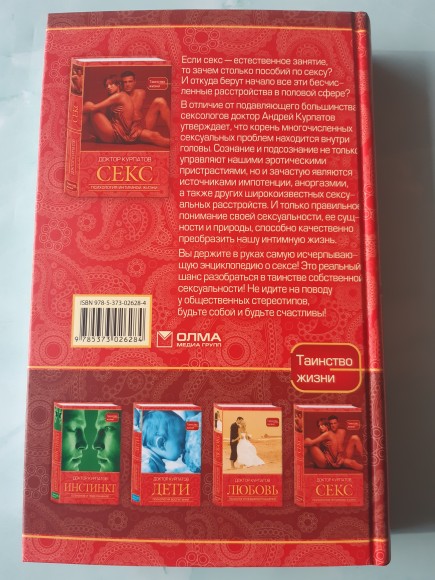 Если секс — естественное занятие,
то зачем столько пособий по сексу?
И откуда берут начало все эти бесчис-
ленные расстройства в половой сфере?
В отличие от подавляющего большинства
сексологов доктор Андрей Курпатов
утверждает, что корень многочисленных
сексуальных проблем находится внутри
головы. Сознание и подсознание не только
управляют нашими эротическими
пристрастиями, но и зачастую являются
источниками импотенции, аноргазмии,
а также других широкоизвестных сексу-
альных расстройств. И только правильное
понимание своей сексуальности, ее сущ-
ности и природы, способно качественно
преобразить нашу интимную жизнь.
Вы держите в руках самую исчерпываю-
щую энциклопедию о сексе! Это реальный
шанс разобраться в таинстве собственной
сексуальности! Не идите на поводу
у общественных стереотипов,
будьте собой и будьте счастливы!
Таинство
жизни
ДОКТОР КУРПАТОВ
СЕКС
ISBN 978-5-373-02628-4
9 785373 026284
ОЛМА
МЕДИА ГРУПП
Таинство
жизни
ДОКТОР КУРПАТОВ
ИНСТИНКТ
ДОКТОР КУРПАТОВ
ДЕТИ
ДОКТОР КУРПАТОВ
ЛЮБОВЬ
ДОКТОР КУРПАТОВ
СЕКС